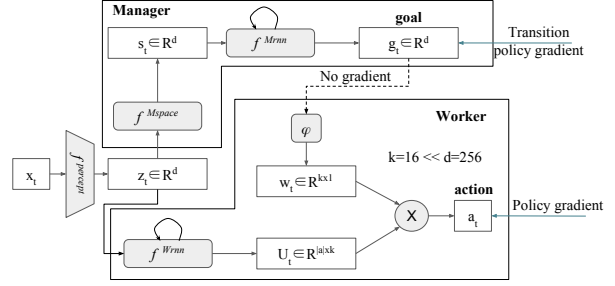 Manager
goal
s_t ∈ R^d
f^Mrnn
g_t ∈ R^d
Transition
policy gradient
No gradient
f^Mspace
Worker
φ
k=16 << d=256
x_t
f^percept
z_t ∈ R^d
w_t ∈ R^kx1
action
X
a_t
Policy gradient
f^Wrnn
U_t ∈ R^|a|xk